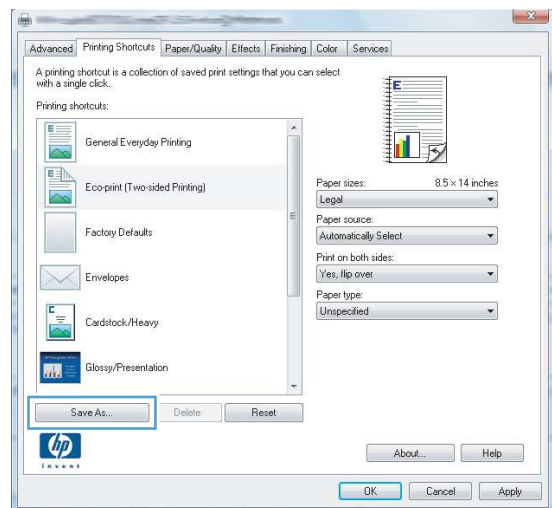 Advanced Printing Shortcuts Paper/Quality Effects Finishing Color Services
A printing shortcut is a collection of saved print settings that you can select
with a single click.
Printing shortcuts:
General Everyday Printing
Eco-print (Two-sided Printing)
Factory Defaults
Envelopes
Cardstock/Heavy
Glossy/Presentation
E
Paper sizes: 8.5 × 14 inches
Legal
Paper source:
Automatically Select
Print on both sides:
Yes, flip over
Paper type:
Unspecified
Save As... Delete Reset
hp
invent
About... Help
OK Cancel Apply